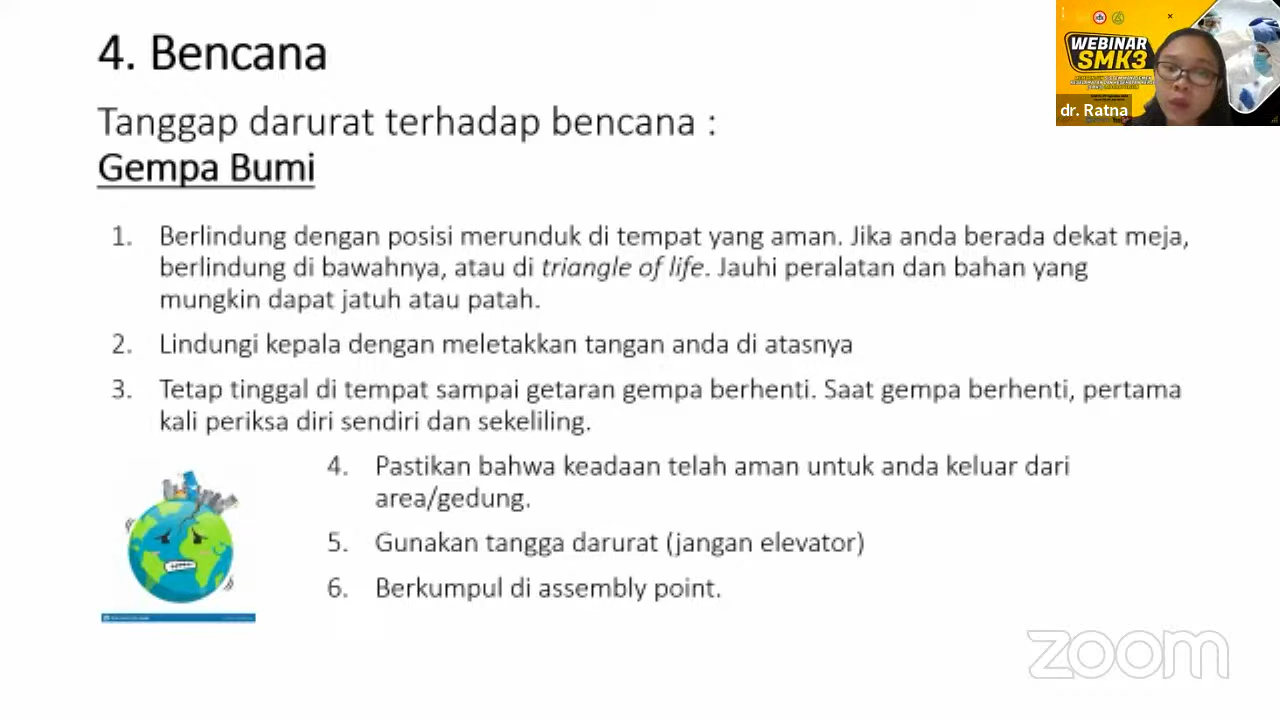 4. Bencana
Tanggap darurat terhadap bencana :
Gempa Bumi
1. Berlindung dengan posisi merunduk di tempat yang aman. Jika anda berada dekat meja,
berlindung di bawahnya, atau di triangle of life. Jauhi peralatan dan bahan yang
mungkin dapat jatuh atau patah.
2. Lindungi kepala dengan meletakkan tangan anda di atasnya
3. Tetap tinggal di tempat sampai getaran gempa berhenti. Saat gempa berhenti, pertama
kali periksa diri sendiri dan sekeliling.
4. Pastikan bahwa keadaan telah aman untuk anda keluar dari
area/gedung.
5. Gunakan tangga darurat (jangan elevator)
6. Berkumpul di assembly point.
WEBINAR
SMK3
dr. Ratna
zoom